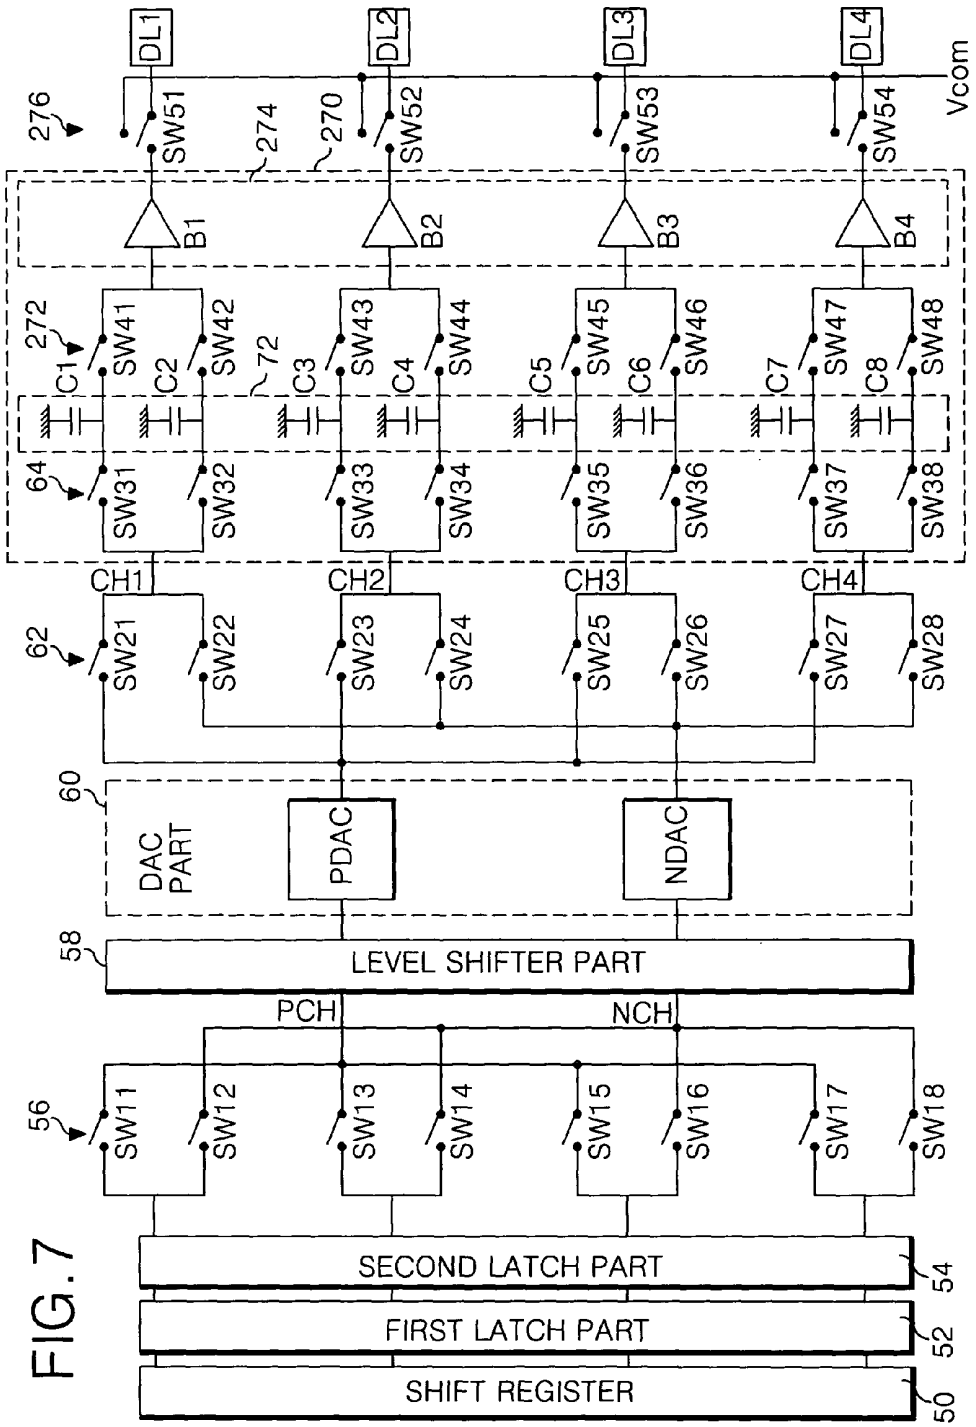 FIG.7
SHIFT REGISTER
50
FIRST LATCH PART
52
SECOND LATCH PART
54
56
SW11
SW12
SW13
SW14
SW15
SW16
SW17
SW18
PCH
NCH
LEVEL SHIFTER PART
58
DAC
PART
60
PDAC
NDAC
62
SW21
SW22
SW23
SW24
SW25
SW26
SW27
SW28
CH1
CH2
CH3
CH4
64
SW31
SW32
SW33
SW34
SW35
SW36
SW37
SW38
C1
C2
C3
C4
C5
C6
C7
C8
72
272
SW41
SW42
SW43
SW44
SW45
SW46
SW47
SW48
B1
B2
B3
B4
274
270
276
SW51
SW52
SW53
SW54
DL1
DL2
DL3
DL4
Vcom